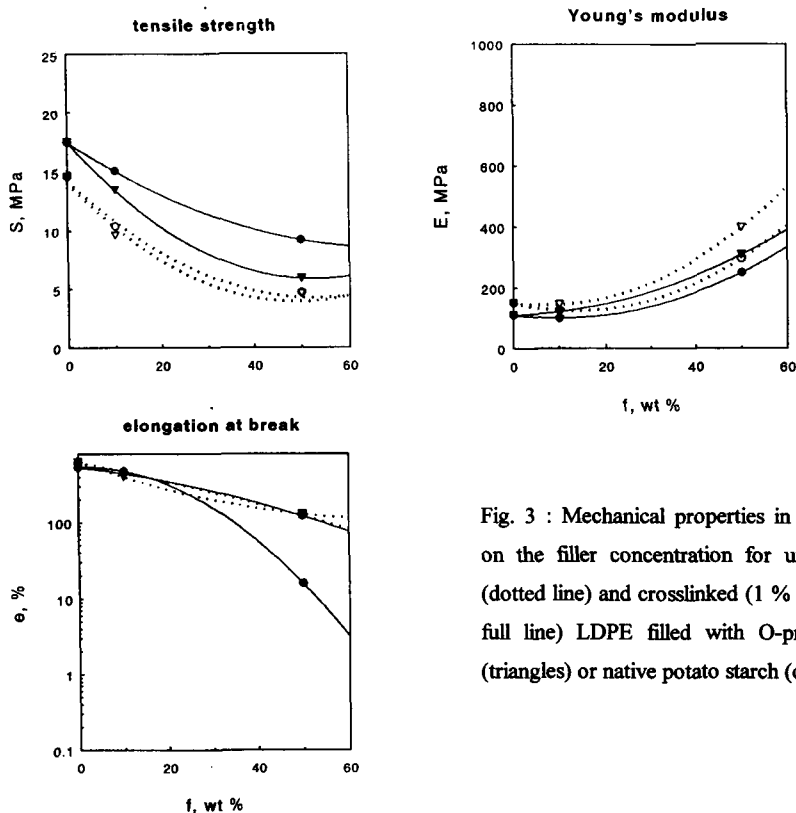 tensile strength
25
20
15
10
5
0
S, MPa
0
20
40
60
Young's modulus
1000
800
600
400
200
0
E, MPa
0
20
40
60
f, wt %
elongation at break
100
10
1
0.1
e, %
0
20
40
60
f, wt %
Fig. 3 : Mechanical properties in
on the filler concentration for
(dotted line) and crosslinked (1 %
full line) LDPE filled with
(triangles) or native potato starch